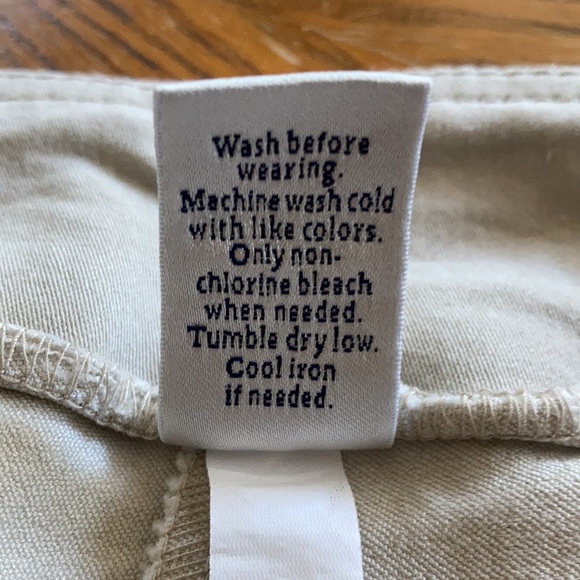 Wash before
wearing.
Machine wash cold
with like colors.
Only non-
chlorine bleach
when needed.
Tumble dry low.
Cool iron
if needed.